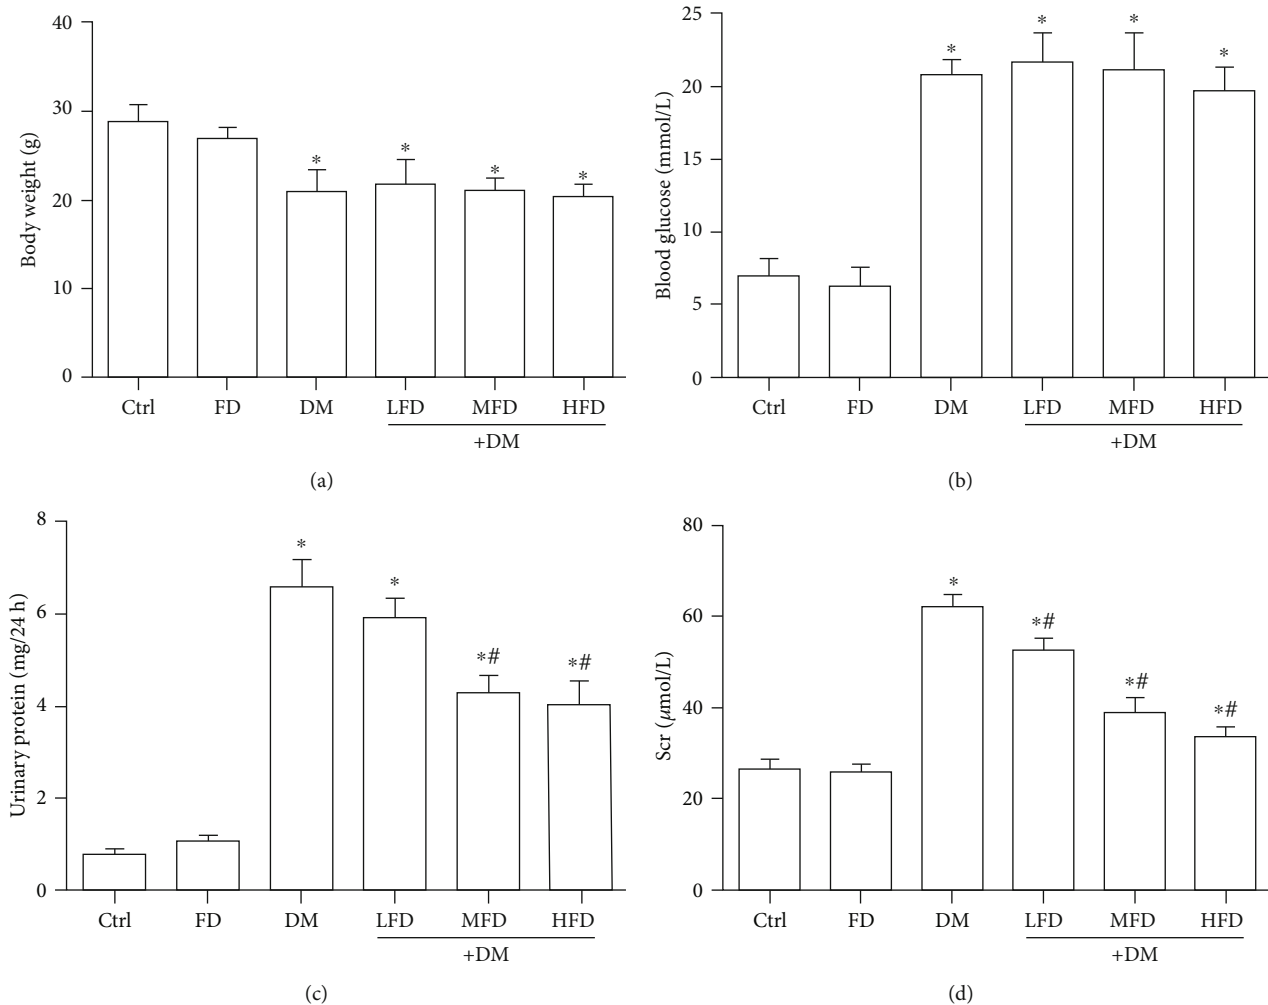 Body weight (g)
40
30
20
10
0
* * * *
Ctrl FD DM LFD MFD HFD
+DM
(a)
Blood glucose (mmol/L)
25
20
15
10
5
0
* * * *
Ctrl FD DM LFD MFD HFD
+DM
(b)
Urinary protein (mg/24 h)
8
6
4
2
0
* * *# *#
Ctrl FD DM LFD MFD HFD
+DM
(c)
Scr (μmol/L)
80
60
40
20
0
* *# *# *#
Ctrl FD DM LFD MFD HFD
+DM
(d)